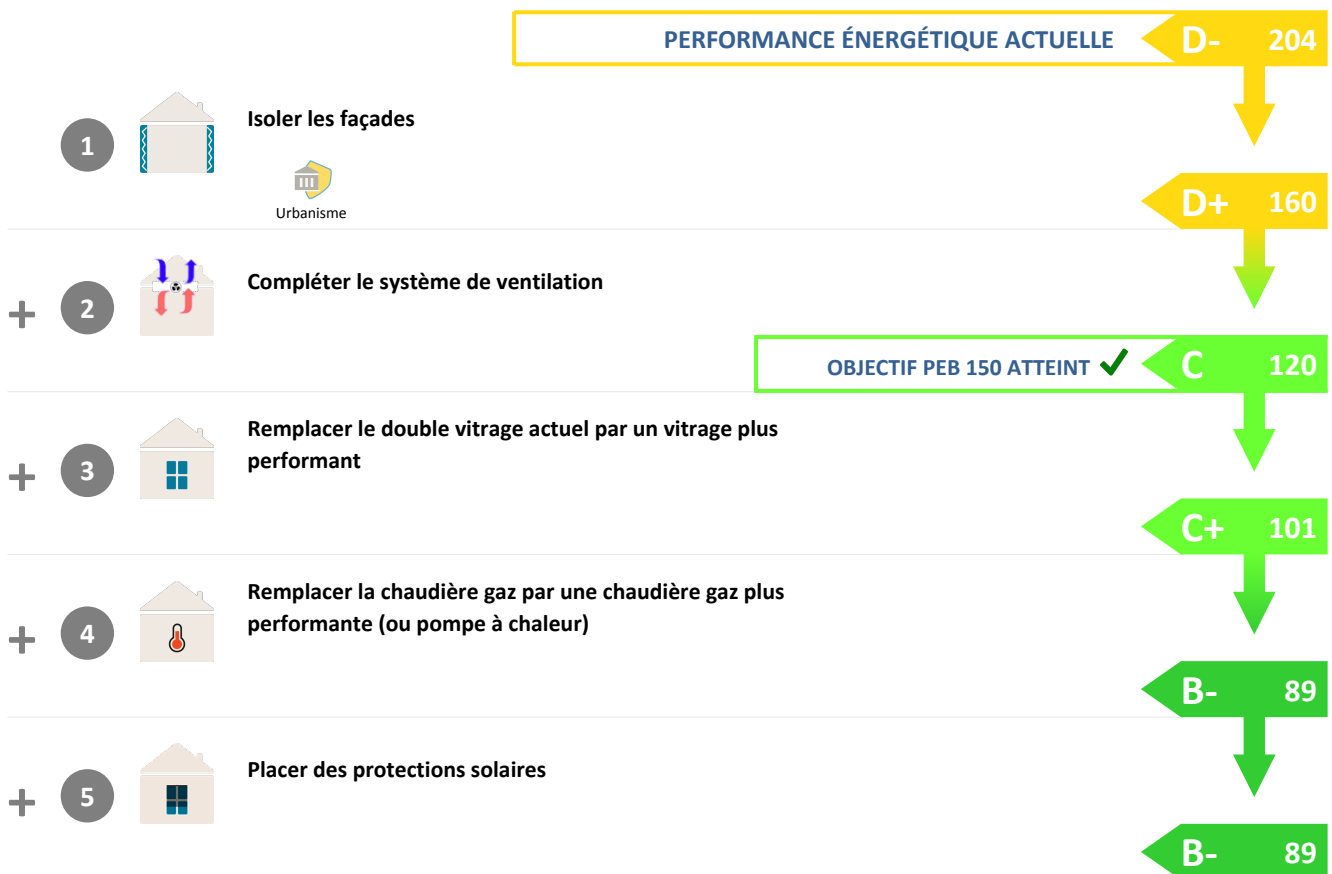 PERFORMANCE ÉNERGÉTIQUE ACTUELLE D- 204
1 Isoler les façades
Urbanisme
D+ 160
+ 2 Compléter le système de ventilation
OBJECTIF PEB 150 ATTEINT ✔ C 120
Remplacer le double vitrage actuel par un vitrage plus
+ 3 performant
C+ 101
Remplacer la chaudière gaz par une chaudière gaz plus
+ 4 performante (ou pompe à chaleur)
B- 89
+ 5 Placer des protections solaires
B- 89